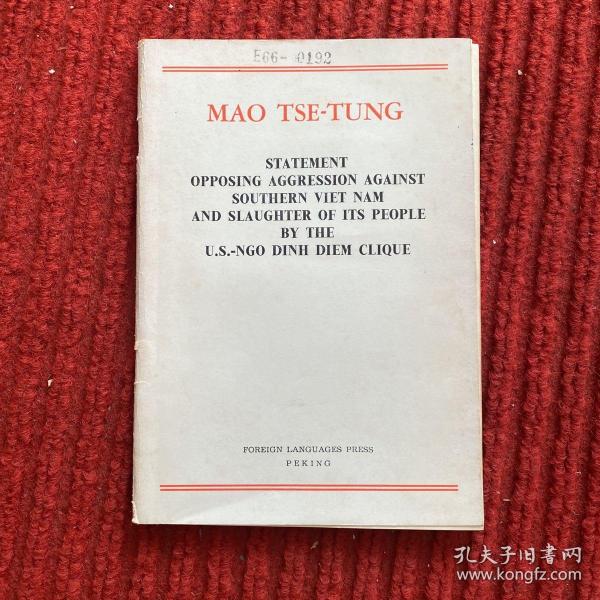 E66- 0192
MAO TSE-TUNG
STATEMENT
OPPOSING AGGRESSION AGAINST
SOUTHERN VIET NAM
AND SLAUGHTER OF ITS PEOPLE
BY THE
U.S.-NGO DINH DIEM CLIQUE
FOREIGN LANGUAGES PRESS
PEKING
孔夫子旧书网
www.kongfz.com